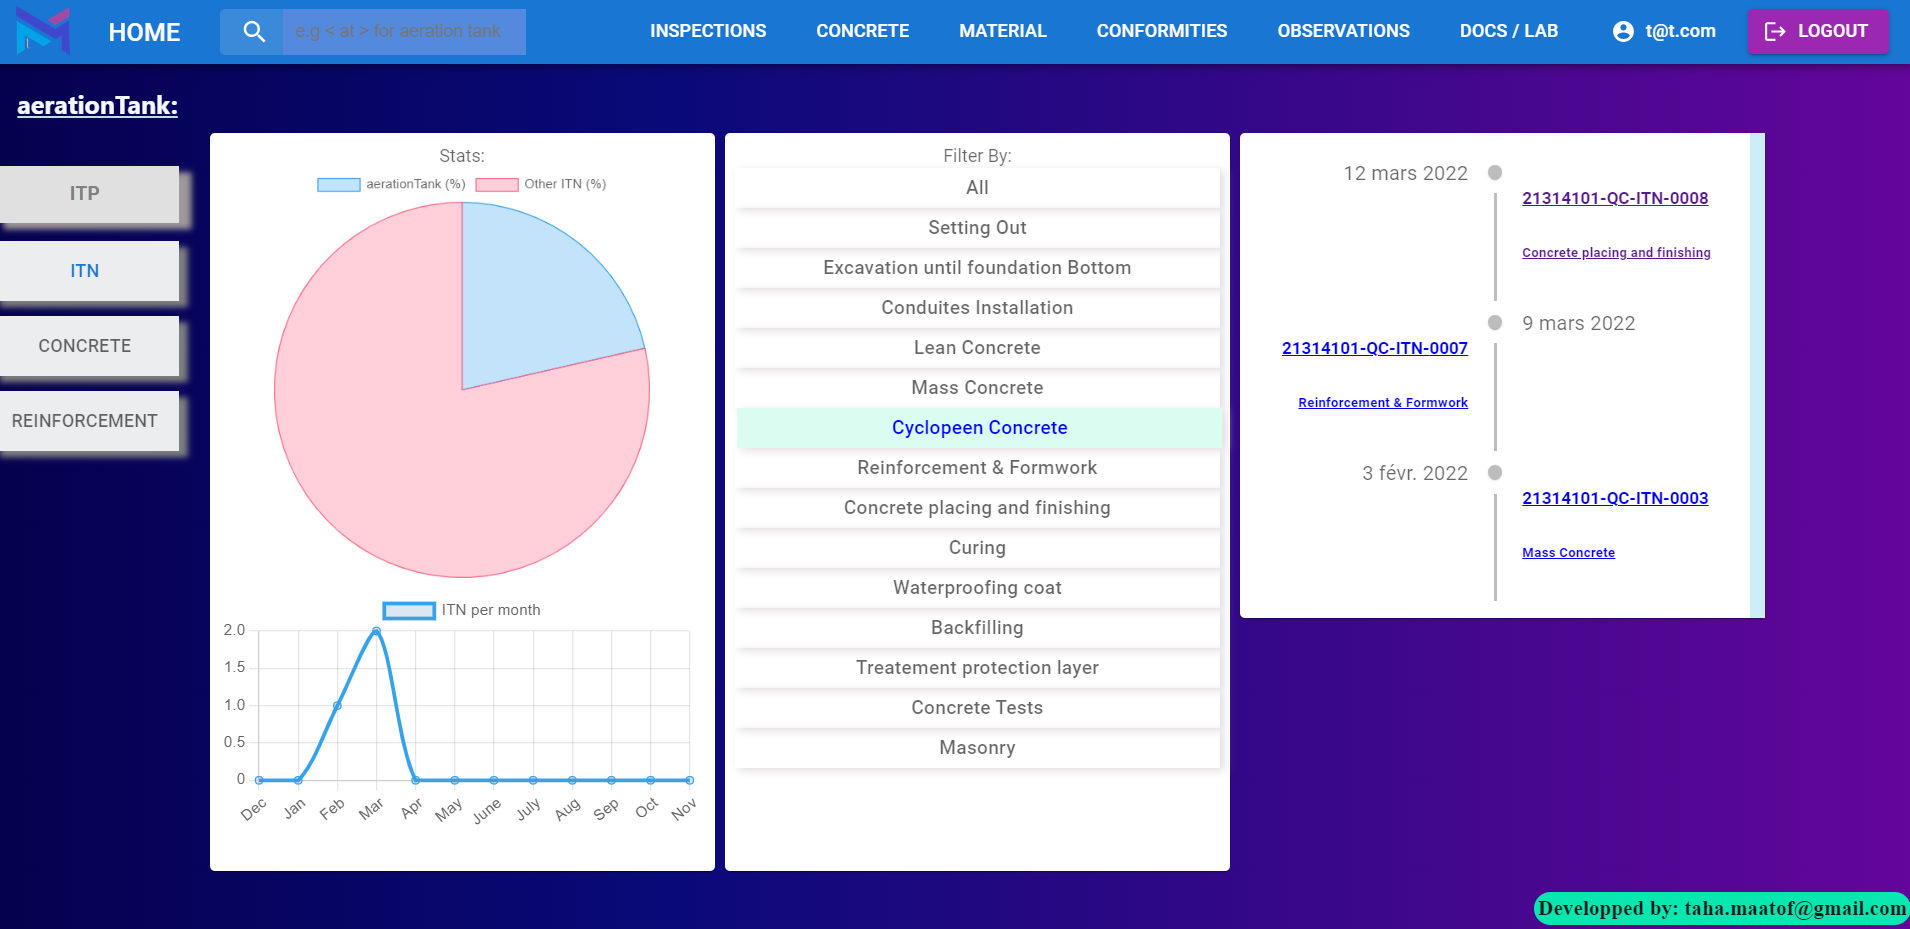 HOME
e.g < at > for aeration tank
INSPECTIONS
CONCRETE
MATERIAL
CONFORMITIES
OBSERVATIONS
DOCS / LAB
t@t.com
LOGOUT
aerationTank:
ITP
ITN
CONCRETE
REINFORCEMENT
Stats:
aerationTank (%)
Other ITN (%)
ITN per month
2.0
1.5
1.0
0.5
0
Dec
Jan
Feb
Mar
Apr
May
June
July
Aug
Sep
Oct
Nov
Filter By:
All
Setting Out
Excavation until foundation Bottom
Conduites Installation
Lean Concrete
Mass Concrete
Cyclopeen Concrete
Reinforcement & Formwork
Concrete placing and finishing
Curing
Waterproofing coat
Backfilling
Treatement protection layer
Concrete Tests
Masonry
12 mars 2022
21314101-QC-ITN-0008
Concrete placing and finishing
9 mars 2022
21314101-QC-ITN-0007
Reinforcement & Formwork
3 févr. 2022
21314101-QC-ITN-0003
Mass Concrete
Developped by: taha.maatof@gmail.com